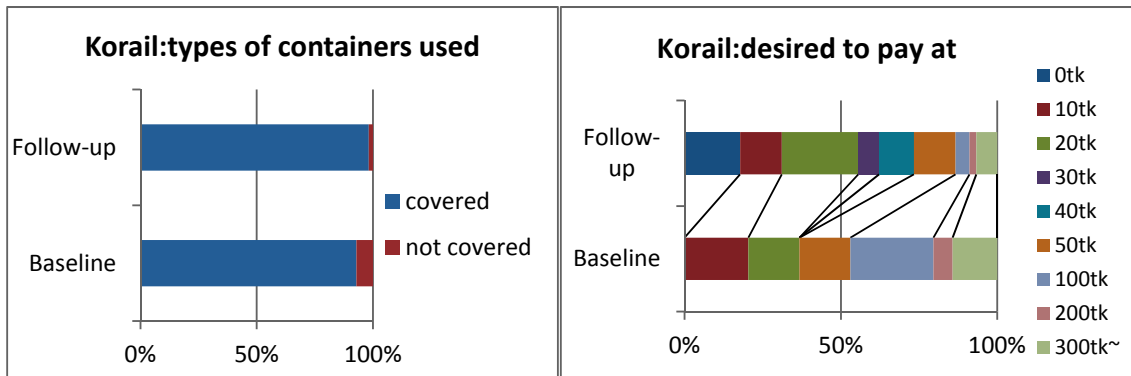 Korail:types of containers used
Follow-up
Baseline
0%
50%
100%
covered
not covered
Korail:desired to pay at
Follow-
up
Baseline
0%
50%
100%
0tk
10tk
20tk
30tk
40tk
50tk
100tk
200tk
300tk~